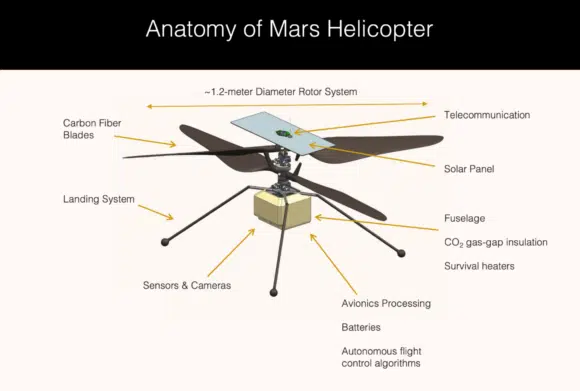 Anatomy of Mars Helicopter
~1.2-meter Diameter Rotor System
Telecommunication
Carbon Fiber
Blades
Solar Panel
Landing System
Fuselage
CO₂ gas-gap insulation
Survival heaters
Sensors & Cameras
Avionics Processing
Batteries
Autonomous flight
control algorithms